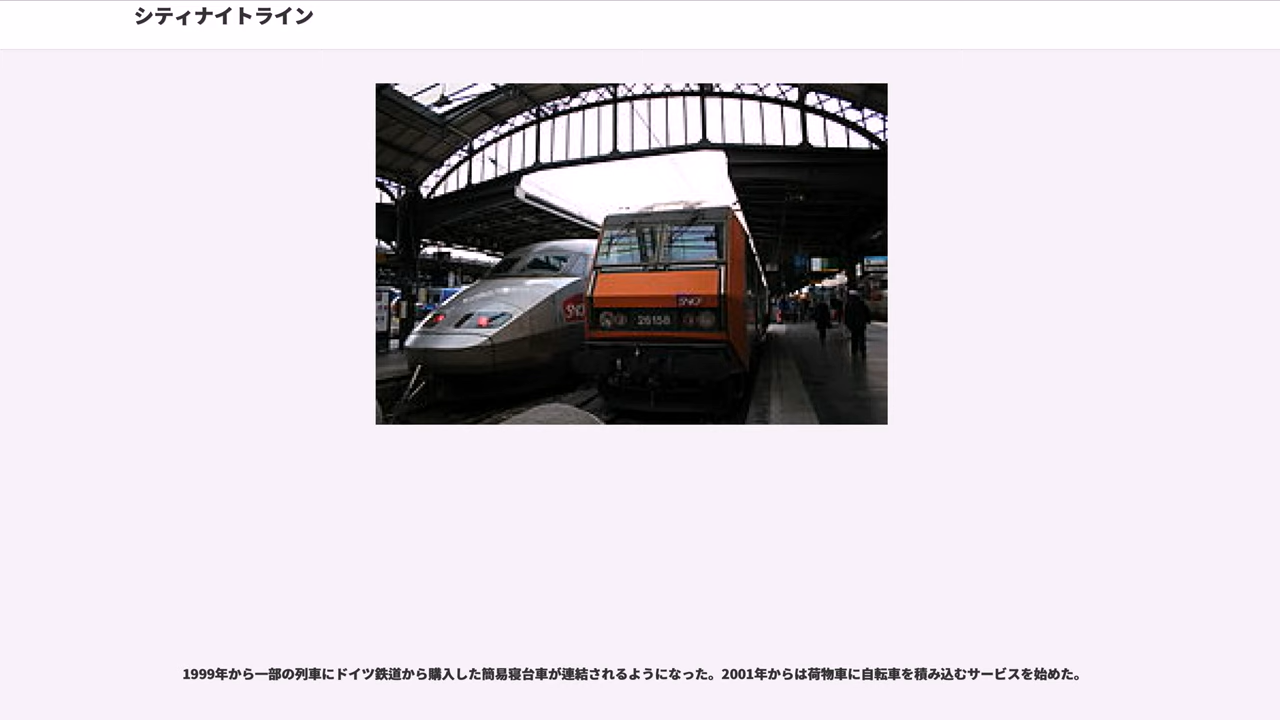 シティナイトライン
SNCF
26158
1999年から一部の列車にドイツ鉄道から購入した簡易寝台車が連結されるようになった。2001年からは荷物車に自転車を積み込むサービスを始めた。